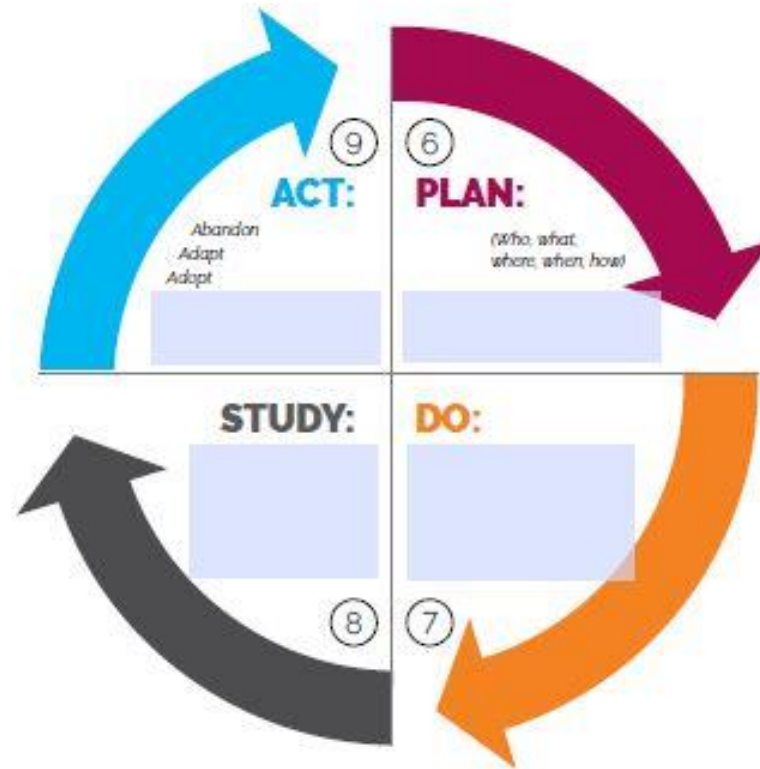 9
6
ACT:
PLAN:
Abandon
Adapt
Adopt
(Who, what,
where, when, how)
STUDY:
DO:
8
7